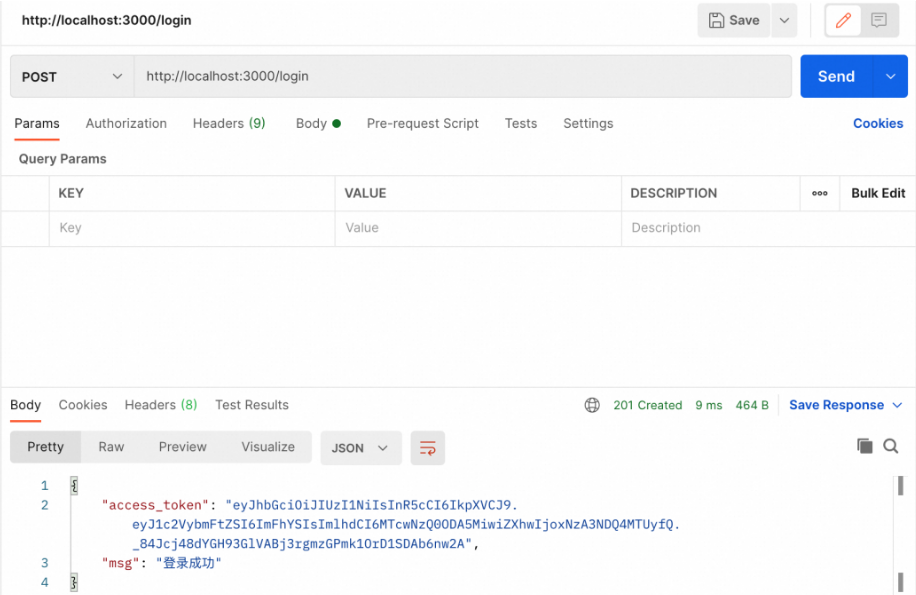 http://localhost:3000/login
Save
POST
http://localhost:3000/login
Send
Params Authorization Headers (9) Body Pre-request Script Tests Settings Cookies
Query Params
KEY VALUE DESCRIPTION ooo Bulk Edit
Key Value Description
Body Cookies Headers (8) Test Results 201 Created 9 ms 464 B Save Response
Pretty Raw Preview Visualize JSON
1 {
2 "access_token": "eyJhbGciOiJIUzI1NiIsInR5cCI6IkpXVCJ9.
eyJ1c2VybmFtZSI6ImFhYSIsImlhdCI6MTcwNzQ0ODA5MiwiZXhwIjoxNzA3NDQ4MTUyfQ.
_84Jcj48dYGH93GlVABj3rgmzGPmk1OrD1SDAb6nw2A",
3 "msg": "登录成功"
4 }